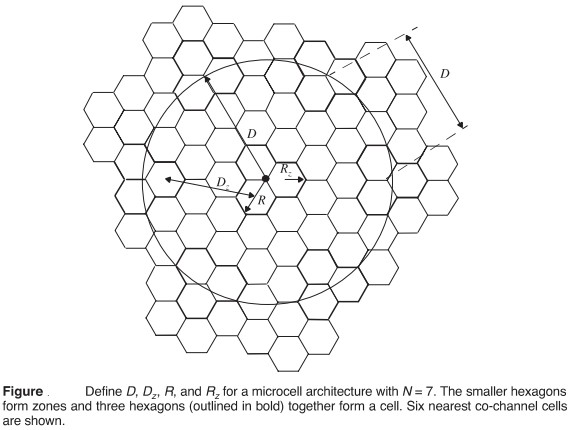 D
D
R_z
D_z
R
Figure . Define D, D_z, R, and R_z for a microcell architecture with N = 7. The smaller hexagons
form zones and three hexagons (outlined in bold) together form a cell. Six nearest co-channel cells
are shown.